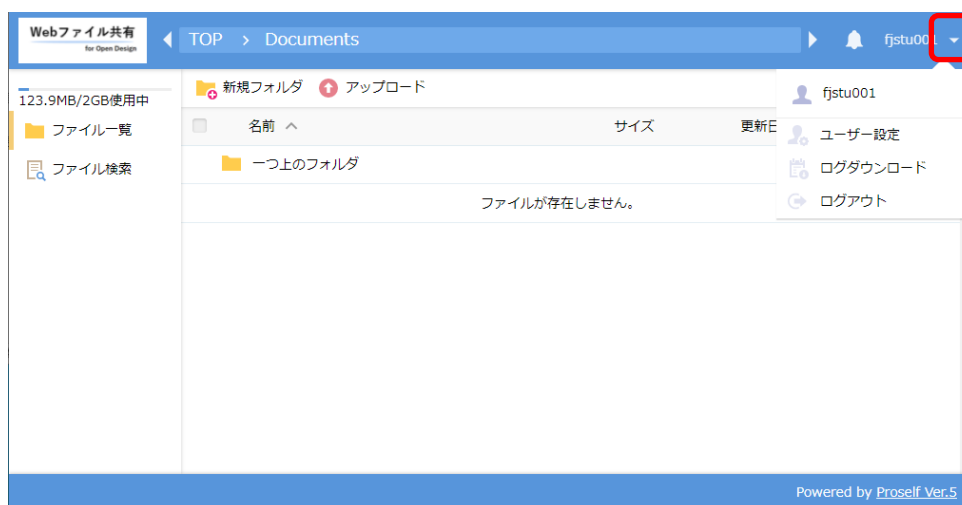 Webファイル共有
for Open Design
TOP > Documents
fjstu001
123.9MB/2GB使用中
ファイル一覧
ファイル検索
新規フォルダ アップロード
名前 サイズ 更新日
一つ上のフォルダ
ファイルが存在しません。
fjstu001
ユーザー設定
ログダウンロード
ログアウト
Powered by Proself Ver.5